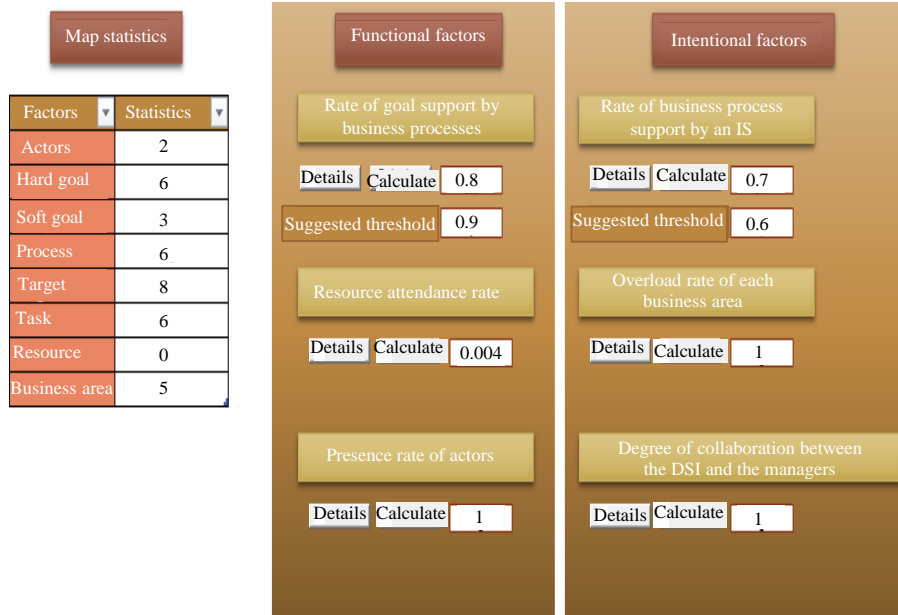 Map statistics
Factors Statistics
Actors 2
Hard goal 6
Soft goal 3
Process 6
Target 8
Task 6
Resource 0
Business area 5
Functional factors
Rate of goal support by
business processes
Details Calculate 0.8
Suggested threshold 0.9
Resource attendance rate
Details Calculate 0.004
Presence rate of actors
Details Calculate 1
Intentional factors
Rate of business process
support by an IS
Details Calculate 0.7
Suggested threshold 0.6
Overload rate of each
business area
Details Calculate 1
Degree of collaboration between
the DSI and the managers
Details Calculate 1